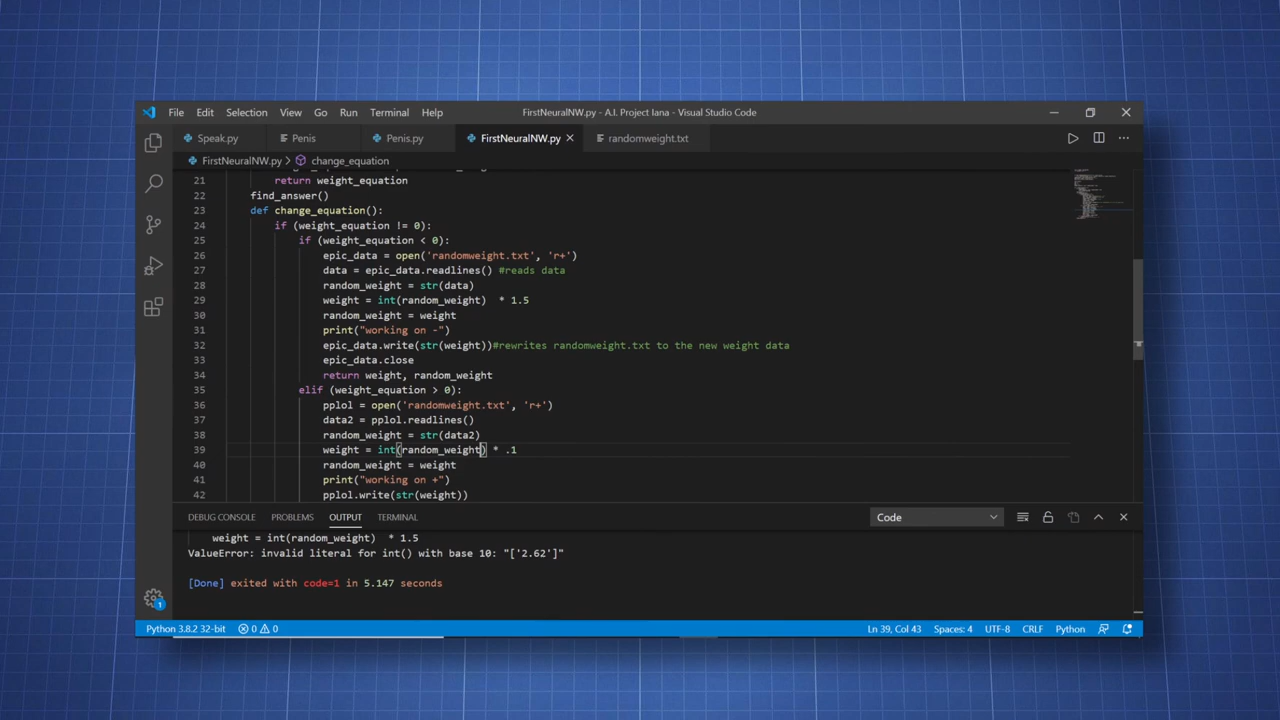 File Edit Selection View Go Run Terminal Help FirstNeuralNW.py - A.I. Project Iana - Visual Studio Code
Speak.py Penis Penis.py FirstNeuralNW.py randomweight.txt
FirstNeuralNW.py > change_equation
21 return weight_equation
22 find_answer()
23 def change_equation():
24 if (weight_equation != 0):
25 if (weight_equation < 0):
26 epic_data = open('randomweight.txt', 'r+')
27 data = epic_data.readlines() #reads data
28 random_weight = str(data)
29 weight = int(random_weight)  * 1.5
30 random_weight = weight
31 print("working on -")
32 epic_data.write(str(weight))#rewrites randomweight.txt to the new weight data
33 epic_data.close
34 return weight, random_weight
35 elif (weight_equation > 0):
36 pplol = open('randomweight.txt', 'r+')
37 data2 = pplol.readlines()
38 random_weight = str(data2)
39 weight = int(random_weight) * .1
40 random_weight = weight
41 print("working on +")
42 pplol.write(str(weight))
DEBUG CONSOLE PROBLEMS OUTPUT TERMINAL Code
weight = int(random_weight)  * 1.5
ValueError: invalid literal for int() with base 10: "['2.62']"
[Done] exited with code=1 in 5.147 seconds
1
Python 3.8.2 32-bit 0 0 Ln 39, Col 43 Spaces: 4 UTF-8 CRLF Python